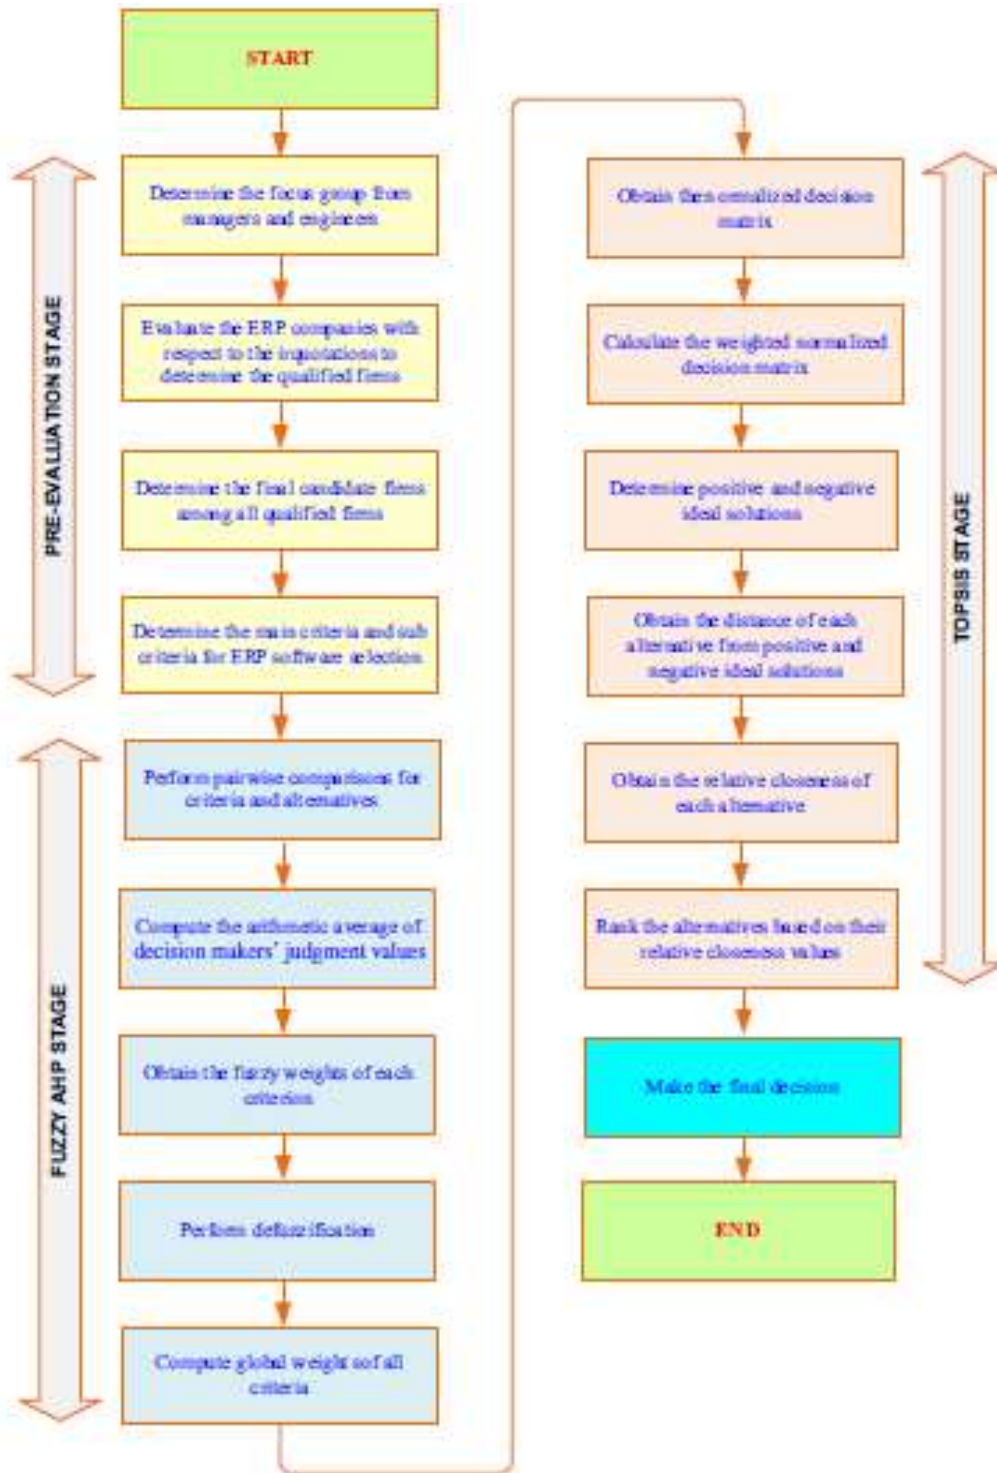 START
Determine the focus group from
managers and engineers
Evaluate the ERP companies with
respect to the inquotations to
determine the qualified firms
Determine the final candidate firms
among all qualified firms
Determine the main criteria and sub
criteria for ERP software selection
PRE-EVALUATION STAGE
Perform pairwise comparisons for
criteria and alternatives
Compute the arithmetic average of
decision makers’ judgment values
Obtain the fuzzy weights of each
criterion
Perform defuzzification
Compute global weight sof all
criteria
FUZZY AHP STAGE
Obtain then ormalized decision
matrix
Calculate the weighted normalized
decision matrix
Determine positive and negative
ideal solutions
Obtain the distance of each
alternative from positive and
negative ideal solutions
Obtain the relative closeness of
each alternative
Rank the alternatives based on their
relative closeness values
TOPSIS STAGE
Make the final decision
END